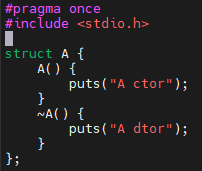 #pragma once
#include <stdio.h>

struct A {
    A() {
        puts("A ctor");
    }
    ~A() {
        puts("A dtor");
    }
};